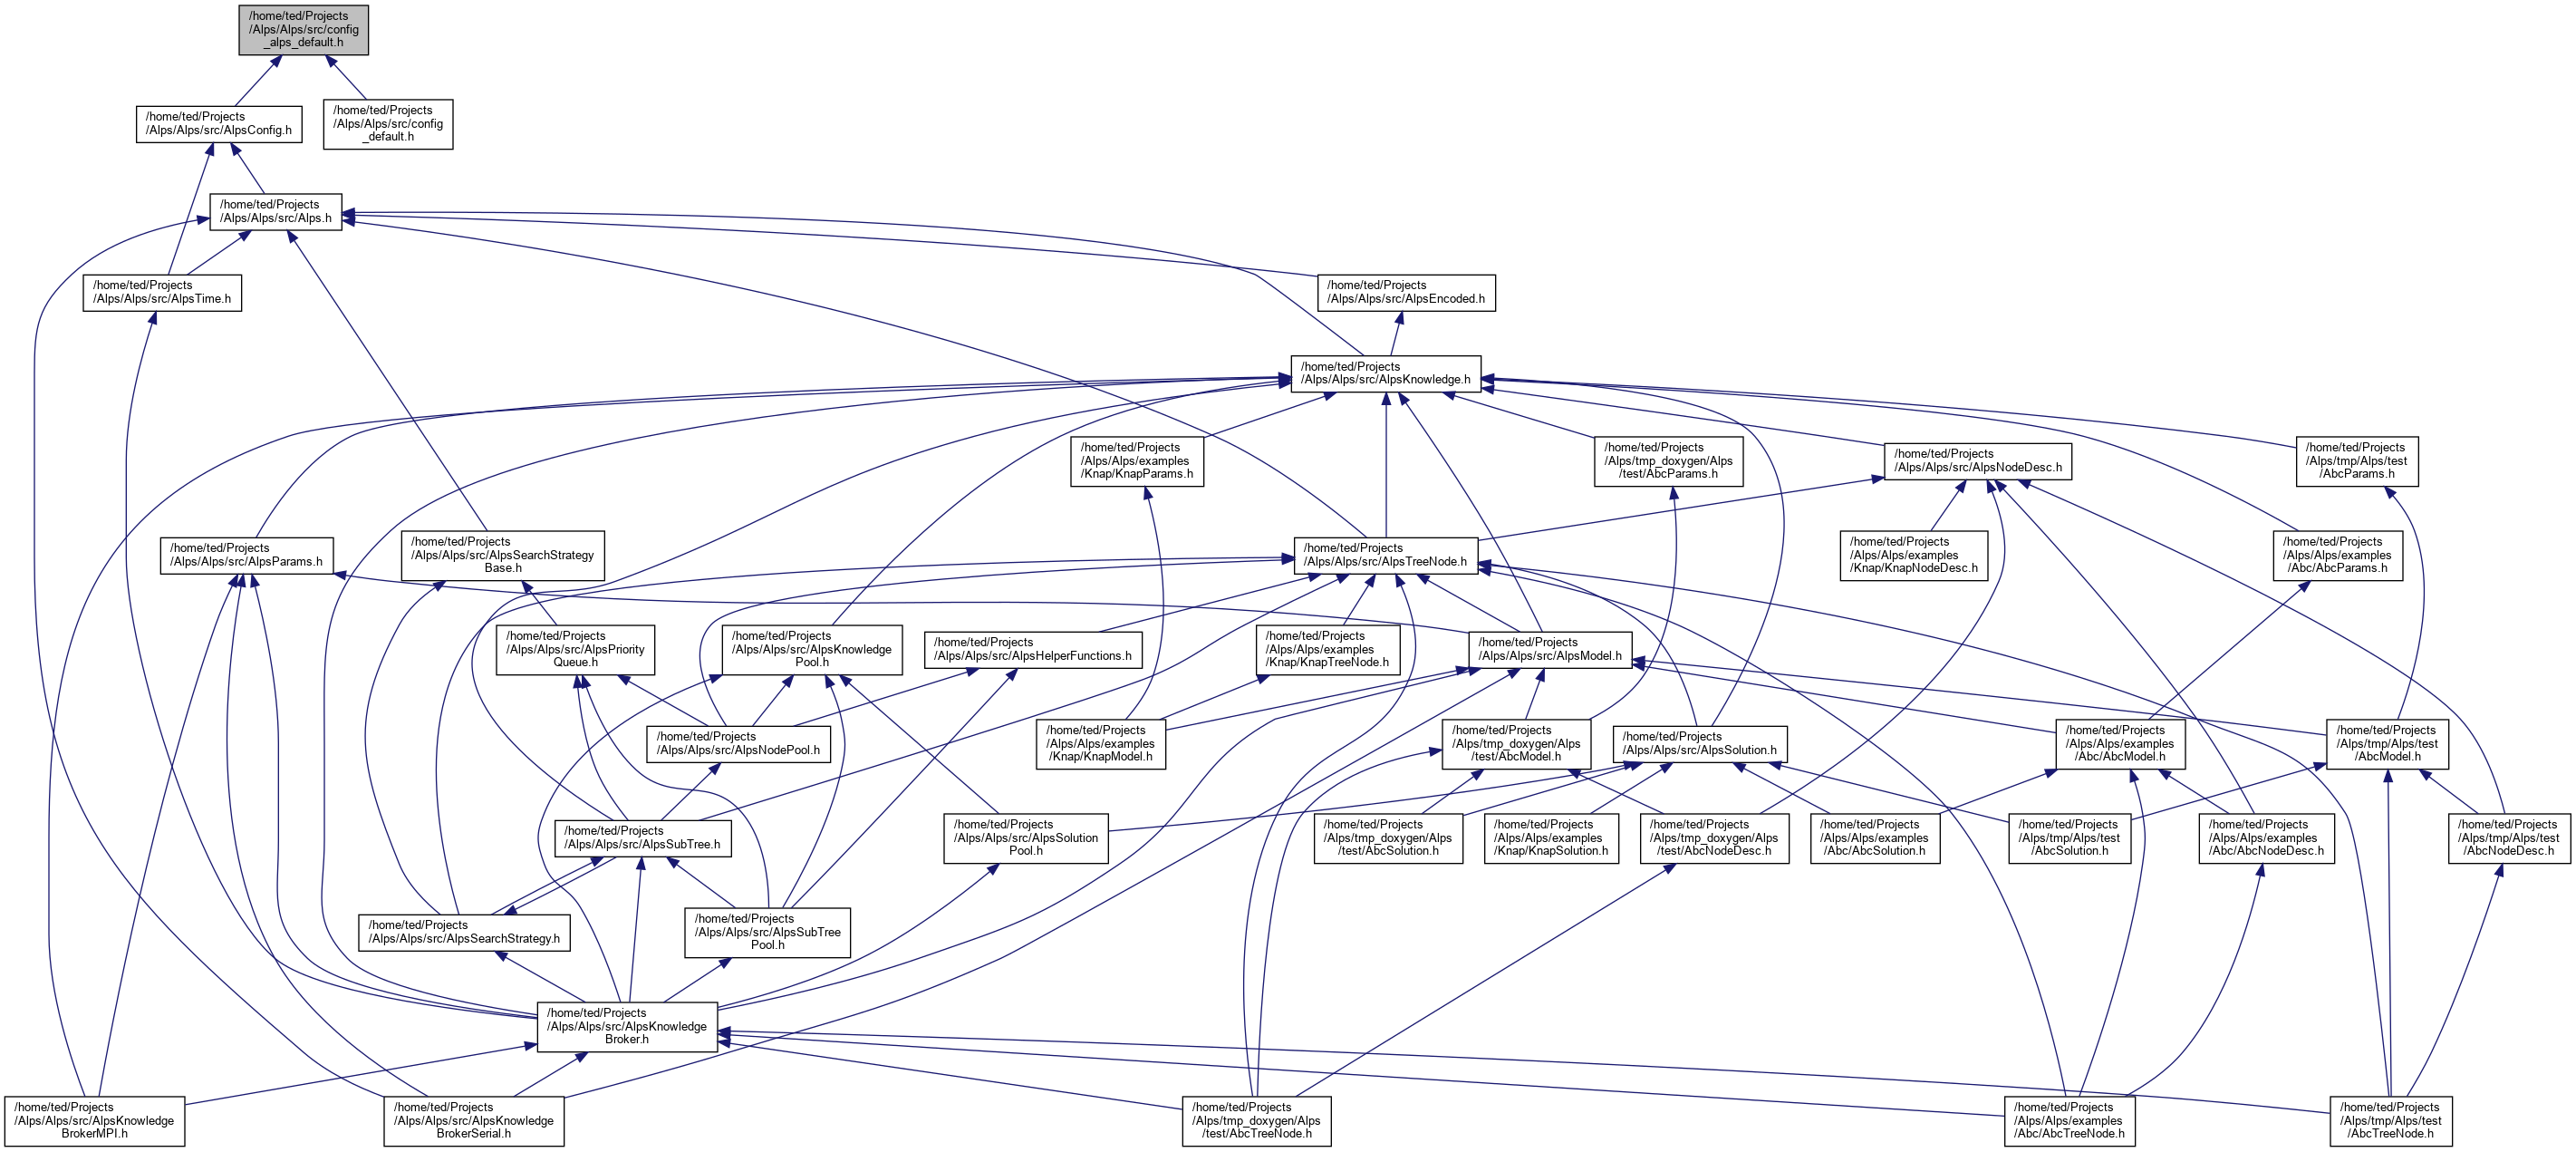 /home/ted/Projects
/Alps/Alps/src/config
_alps_default.h
/home/ted/Projects
/Alps/Alps/src/AlpsConfig.h
/home/ted/Projects
/Alps/Alps/src/config
_default.h
/home/ted/Projects
/Alps/Alps/src/Alps.h
/home/ted/Projects
/Alps/Alps/src/AlpsTime.h
/home/ted/Projects
/Alps/Alps/src/AlpsEncoded.h
/home/ted/Projects
/Alps/Alps/src/AlpsKnowledge.h
/home/ted/Projects
/Alps/Alps/examples
/Knap/KnapParams.h
/home/ted/Projects
/Alps/tmp_doxygen/Alps
/test/AbcParams.h
/home/ted/Projects
/Alps/Alps/src/AlpsNodeDesc.h
/home/ted/Projects
/Alps/tmp/Alps/test
/AbcParams.h
/home/ted/Projects
/Alps/Alps/src/AlpsParams.h
/home/ted/Projects
/Alps/Alps/src/AlpsSearchStrategy
Base.h
/home/ted/Projects
/Alps/Alps/src/AlpsTreeNode.h
/home/ted/Projects
/Alps/Alps/examples
/Knap/KnapNodeDesc.h
/home/ted/Projects
/Alps/Alps/examples
/Abc/AbcParams.h
/home/ted/Projects
/Alps/Alps/src/AlpsPriority
Queue.h
/home/ted/Projects
/Alps/Alps/src/AlpsKnowledge
Pool.h
/home/ted/Projects
/Alps/Alps/src/AlpsHelperFunctions.h
/home/ted/Projects
/Alps/Alps/examples
/Knap/KnapTreeNode.h
/home/ted/Projects
/Alps/Alps/src/AlpsModel.h
/home/ted/Projects
/Alps/Alps/src/AlpsNodePool.h
/home/ted/Projects
/Alps/Alps/examples
/Knap/KnapModel.h
/home/ted/Projects
/Alps/tmp_doxygen/Alps
/test/AbcModel.h
/home/ted/Projects
/Alps/Alps/src/AlpsSolution.h
/home/ted/Projects
/Alps/Alps/examples
/Abc/AbcModel.h
/home/ted/Projects
/Alps/tmp/Alps/test
/AbcModel.h
/home/ted/Projects
/Alps/Alps/src/AlpsSubTree.h
/home/ted/Projects
/Alps/Alps/src/AlpsSolution
Pool.h
/home/ted/Projects
/Alps/tmp_doxygen/Alps
/test/AbcSolution.h
/home/ted/Projects
/Alps/Alps/examples
/Knap/KnapSolution.h
/home/ted/Projects
/Alps/tmp_doxygen/Alps
/test/AbcNodeDesc.h
/home/ted/Projects
/Alps/Alps/examples
/Abc/AbcSolution.h
/home/ted/Projects
/Alps/tmp/Alps/test
/AbcSolution.h
/home/ted/Projects
/Alps/Alps/examples
/Abc/AbcNodeDesc.h
/home/ted/Projects
/Alps/tmp/Alps/test
/AbcNodeDesc.h
/home/ted/Projects
/Alps/Alps/src/AlpsSearchStrategy.h
/home/ted/Projects
/Alps/Alps/src/AlpsSubTree
Pool.h
/home/ted/Projects
/Alps/Alps/src/AlpsKnowledge
Broker.h
/home/ted/Projects
/Alps/Alps/src/AlpsKnowledge
BrokerMPI.h
/home/ted/Projects
/Alps/Alps/src/AlpsKnowledge
BrokerSerial.h
/home/ted/Projects
/Alps/tmp_doxygen/Alps
/test/AbcTreeNode.h
/home/ted/Projects
/Alps/Alps/examples
/Abc/AbcTreeNode.h
/home/ted/Projects
/Alps/tmp/Alps/test
/AbcTreeNode.h